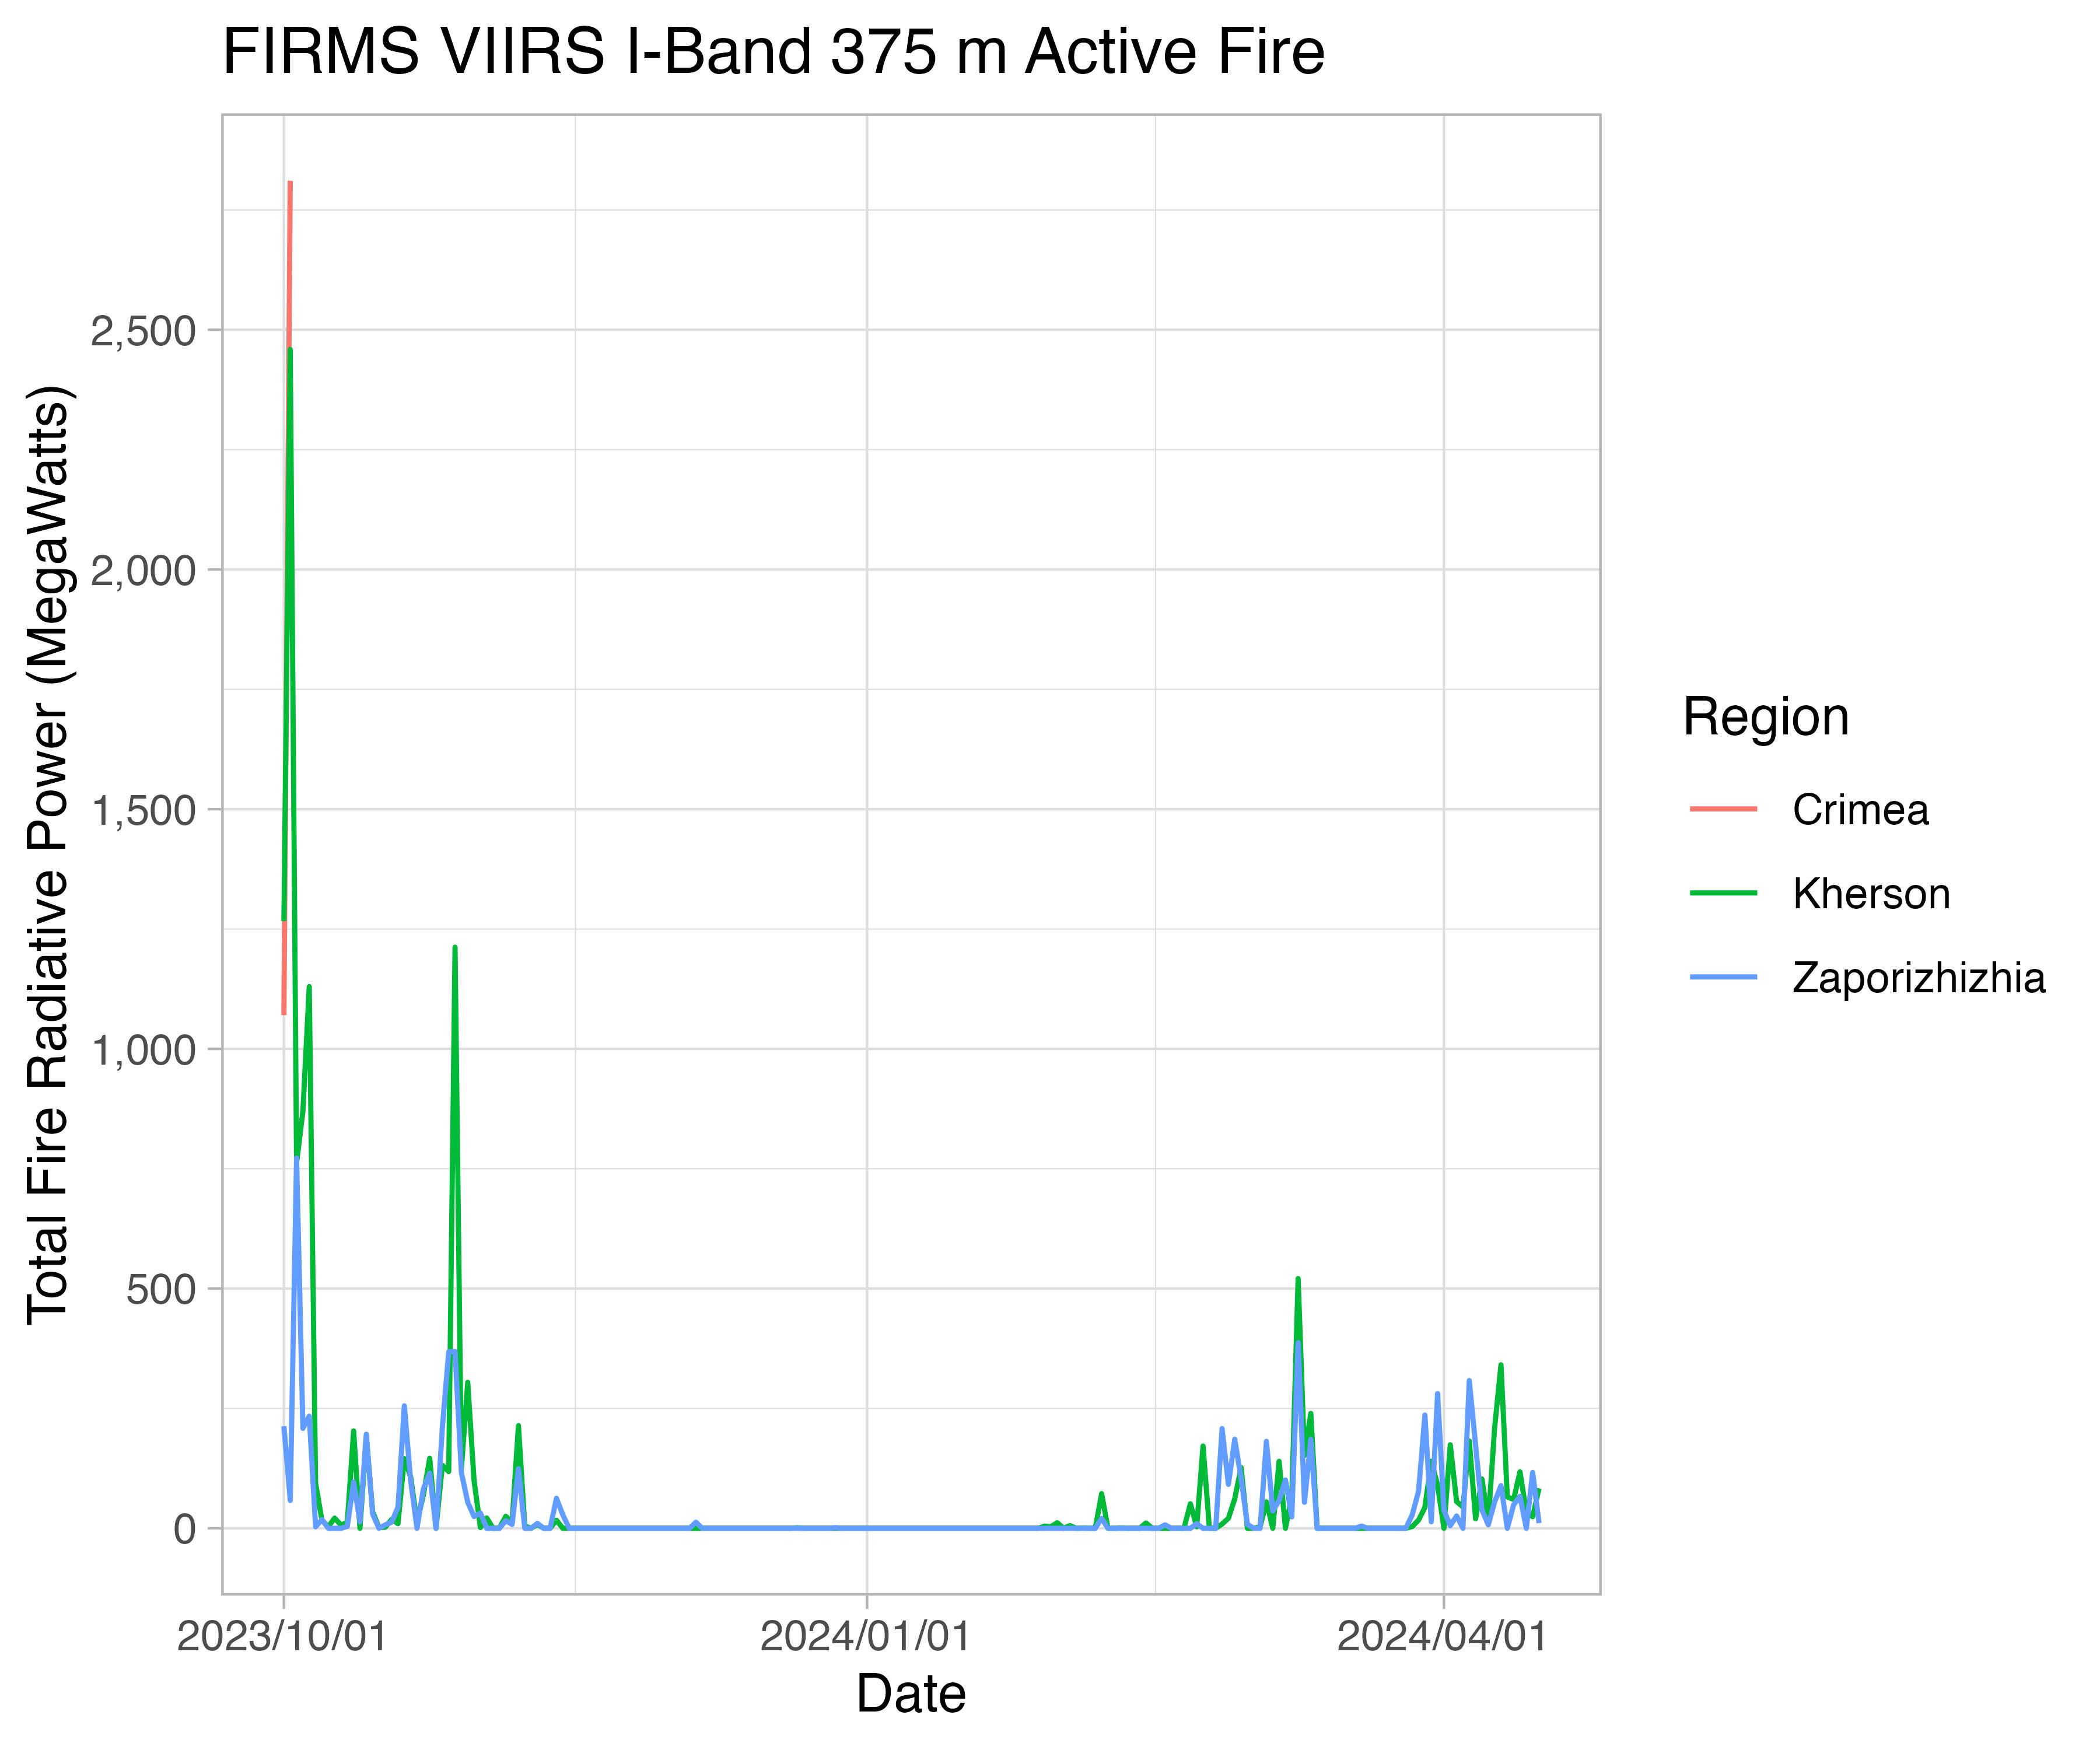 FIRMS VIIRS I-Band 375 m Active Fire
Total Fire Radiative Power (MegaWatts)
2,500
2,000
1,500
1,000
500
0
2023/10/01
2024/01/01
2024/04/01
Date
Region
Crimea
Kherson
Zaporizhizhia